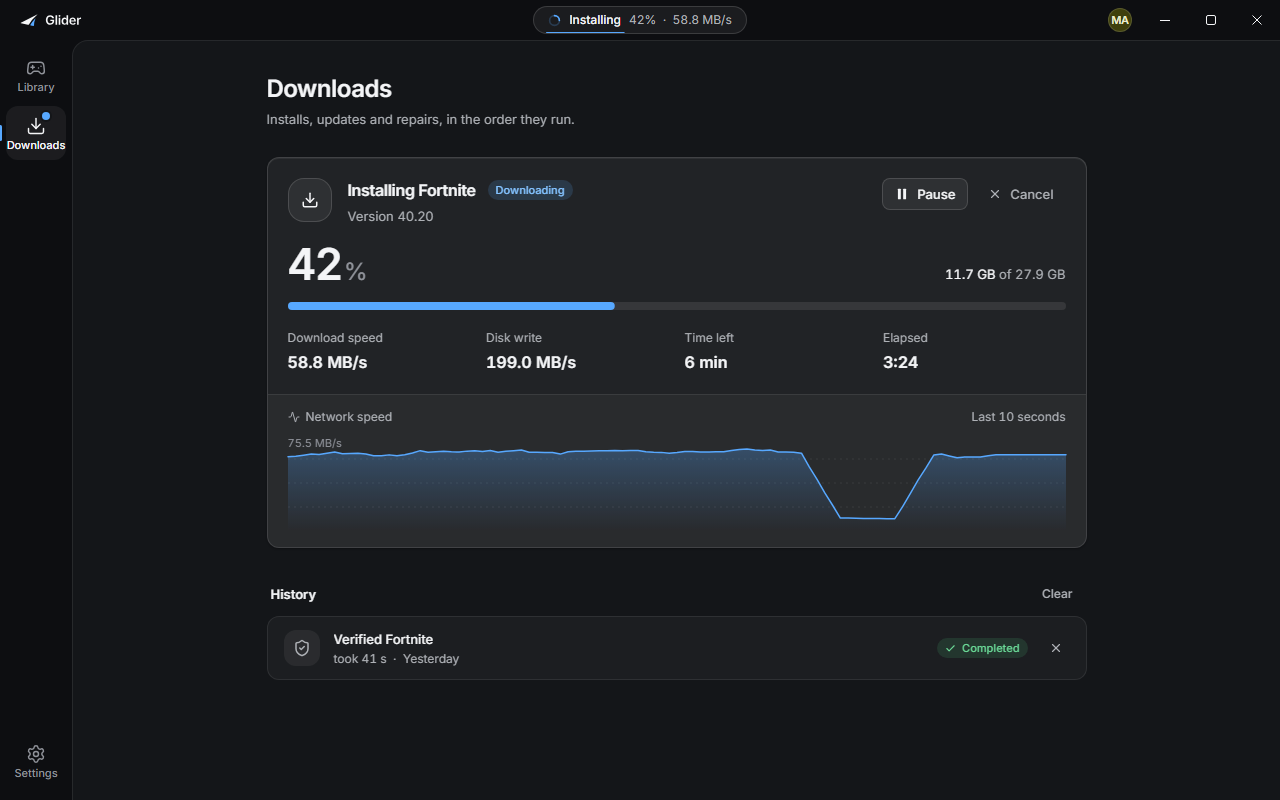 Glider
Installing 42% · 58.8 MB/s
MA
Library
Downloads
Settings
Downloads
Installs, updates and repairs, in the order they run.
Installing Fortnite
Downloading
Version 40.20
Pause
Cancel
42%
11.7 GB of 27.9 GB
Download speed
58.8 MB/s
Disk write
199.0 MB/s
Time left
6 min
Elapsed
3:24
Network speed
Last 10 seconds
75.5 MB/s
History
Clear
Verified Fortnite
took 41 s · Yesterday
Completed